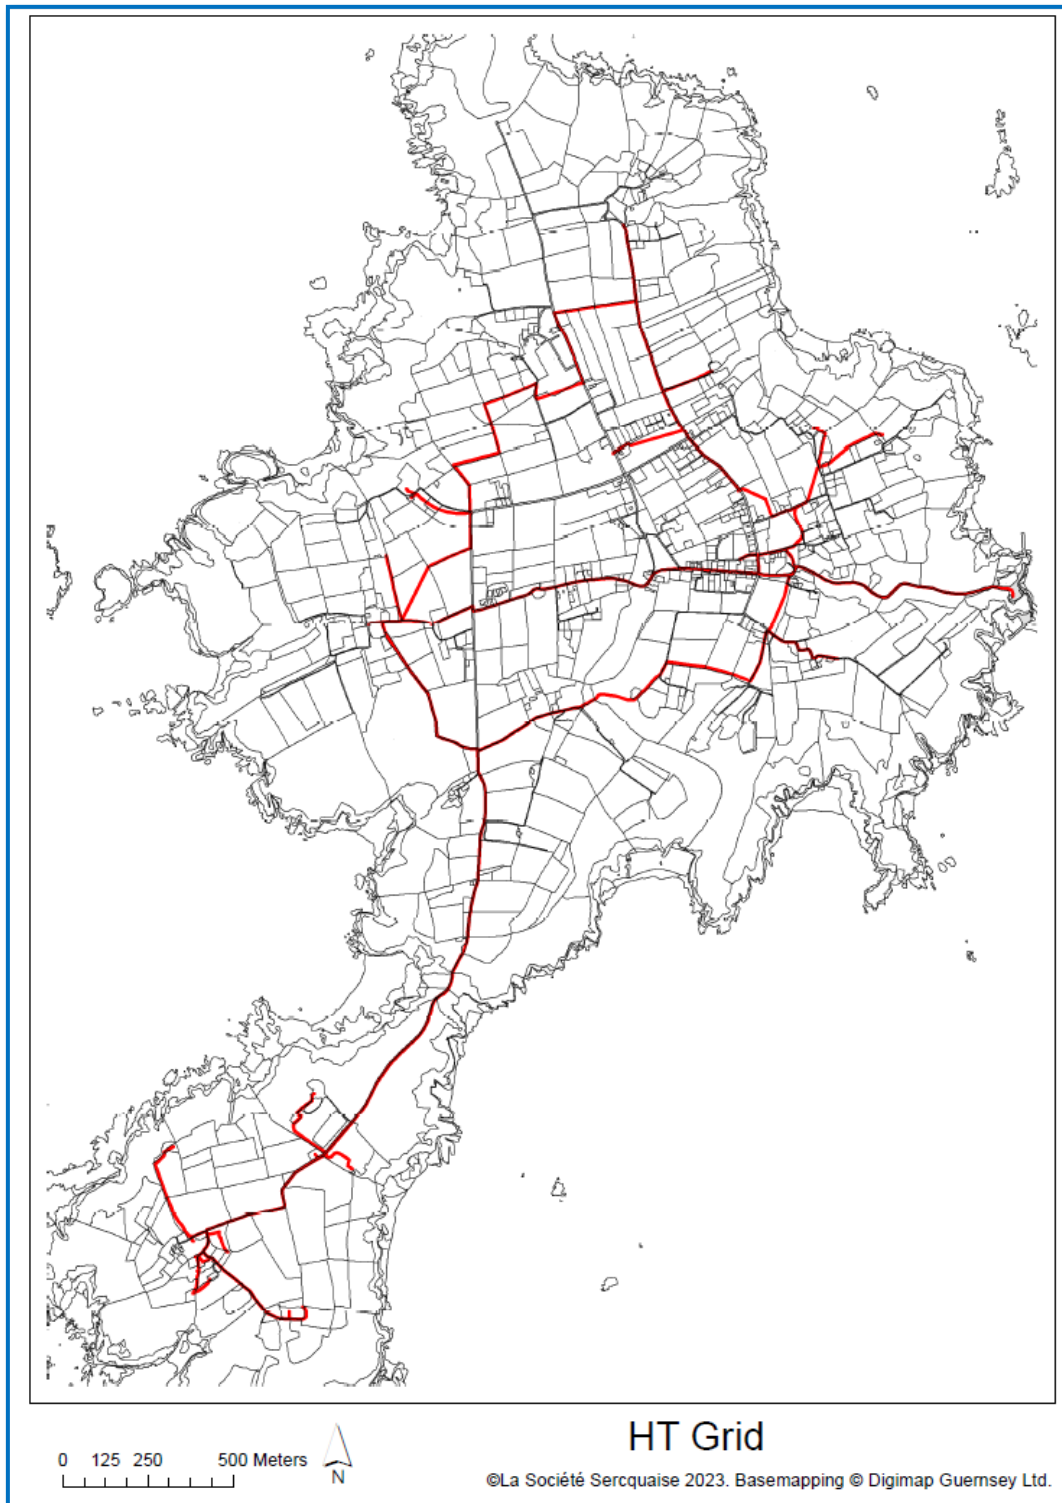 HT Grid
0 125 250 500 Meters
N
©La Société Sercquaise 2023. Basemapping © Digimap Guernsey Ltd.